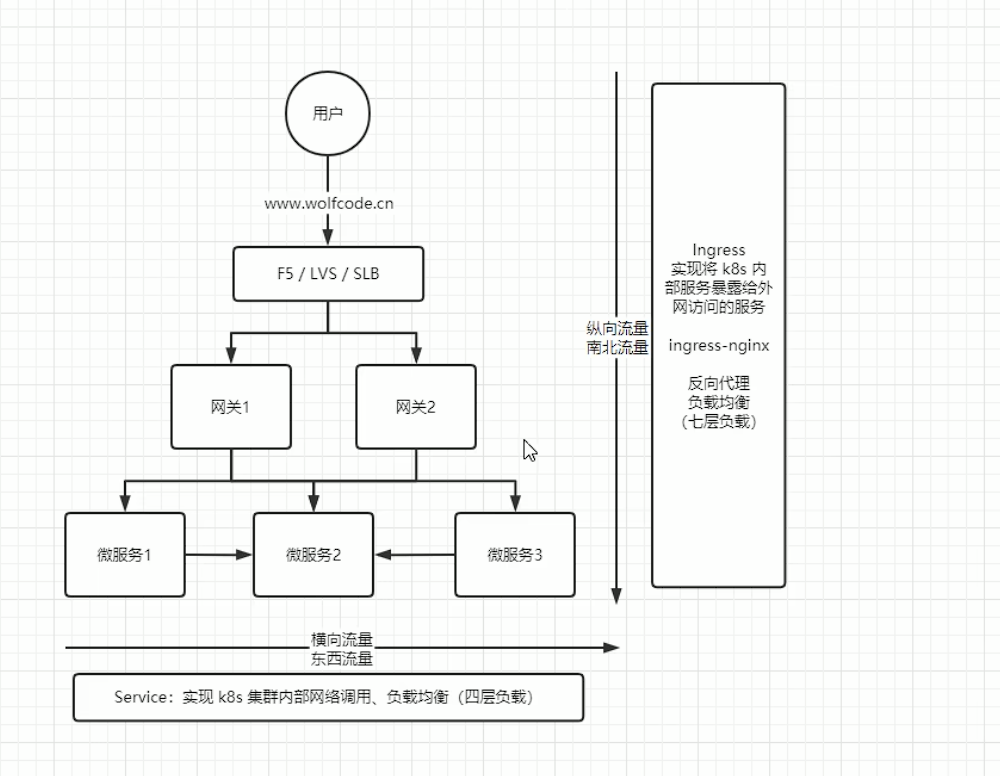 用户
www.wolfcode.cn
F5 / LVS / SLB
网关1
网关2
微服务1
微服务2
微服务3
横向流量
东西流量
Service：实现 k8s 集群内部网络调用、负载均衡（四层负载）
纵向流量
南北流量
Ingress
实现将 k8s 内
部服务暴露给外
网访问的服务
ingress-nginx
反向代理
负载均衡
（七层负载）